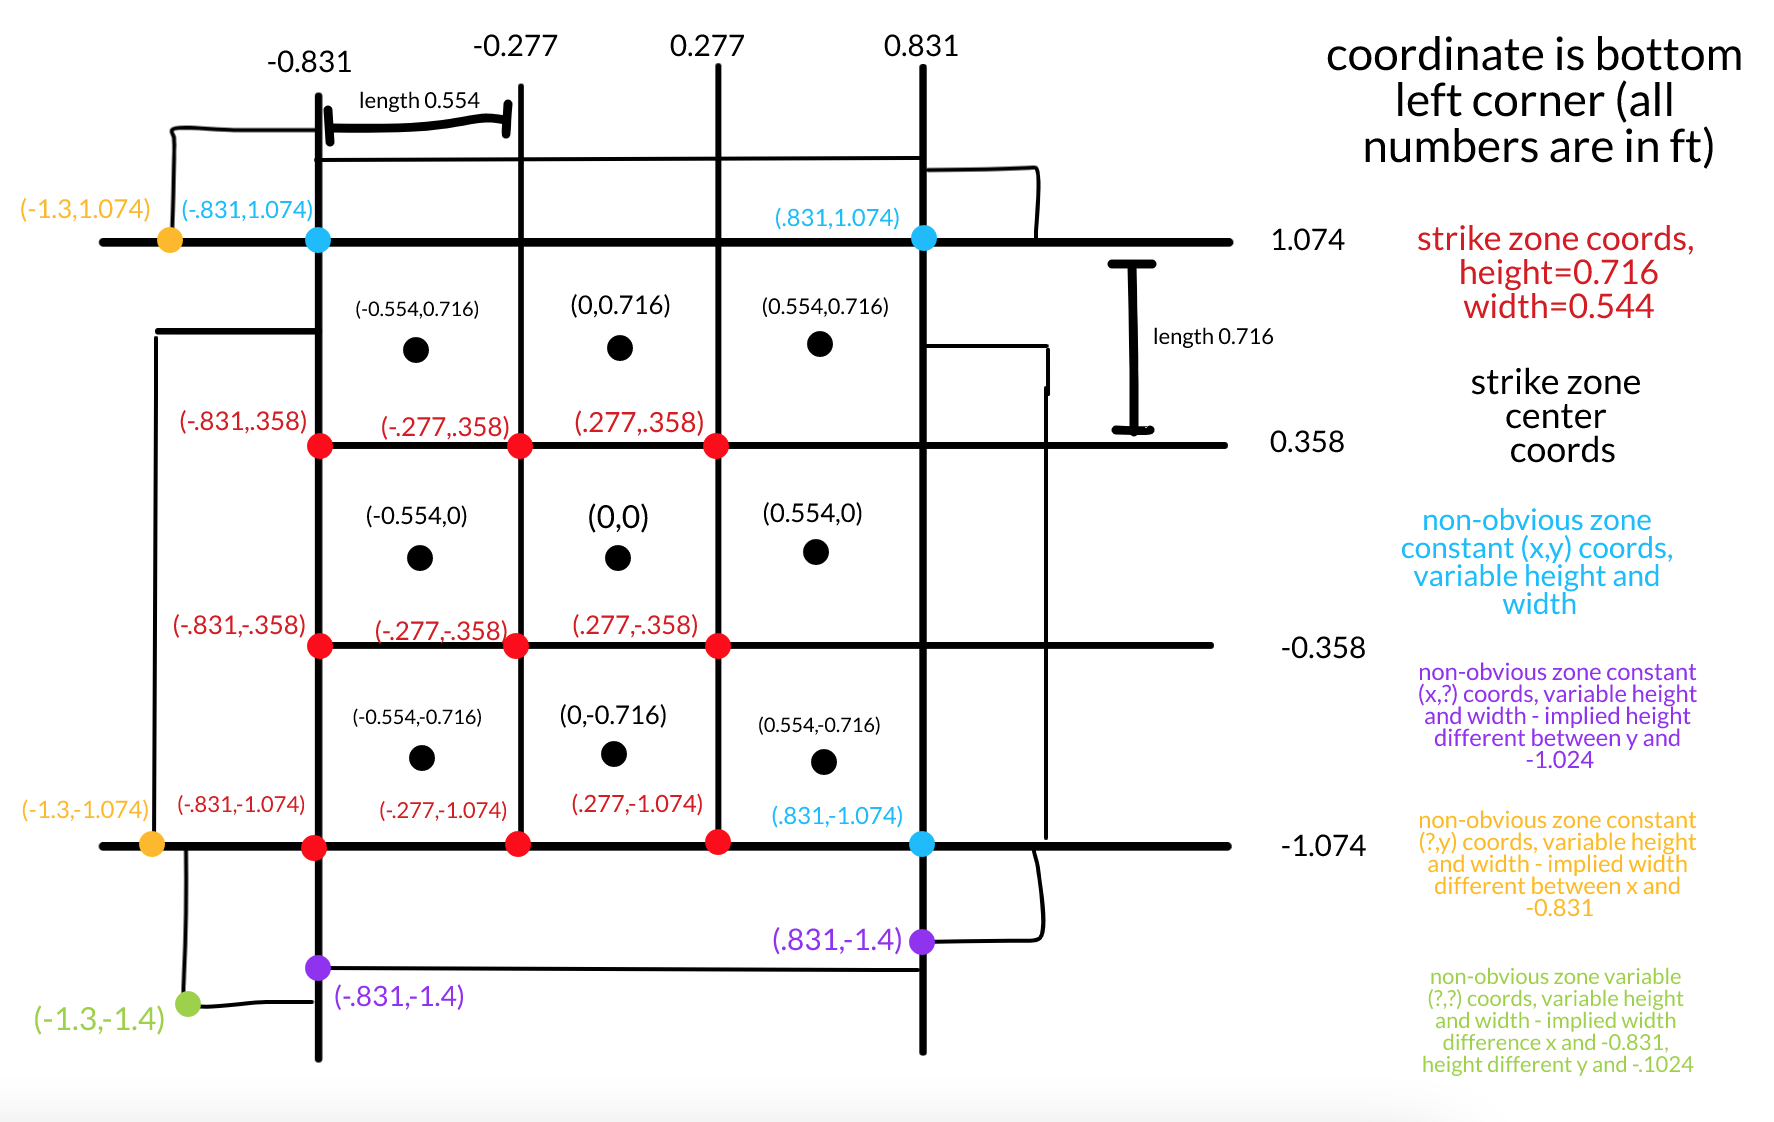 -0.831
-0.277
0.277
0.831
length 0.554
coordinate is bottom
left corner (all
numbers are in ft)
(-1.3,1.074)
(-.831,1.074)
(.831,1.074)
1.074
strike zone coords,
height=0.716
width=0.544
(-0.554,0.716)
(0,0.716)
(0.554,0.716)
length 0.716
strike zone
center
coords
(-.831,.358)
(-.277,.358)
(.277,.358)
0.358
(-0.554,0)
(0,0)
(0.554,0)
non-obvious zone
constant (x,y) coords,
variable height and
width
(-.831,-.358)
(-.277,-.358)
(.277,-.358)
-0.358
non-obvious zone constant
(x,?) coords, variable height
and width - implied height
different between y and
-1.024
(-0.554,-0.716)
(0,-0.716)
(0.554,-0.716)
(-1.3,-1.074)
(-.831,-1.074)
(-.277,-1.074)
(.277,-1.074)
(.831,-1.074)
-1.074
non-obvious zone constant
(?,y) coords, variable height
and width - implied width
different between x and
-0.831
(.831,-1.4)
(-.831,-1.4)
(-1.3,-1.4)
non-obvious zone variable
(?,?) coords, variable height
and width - implied width
difference x and -0.831,
height different y and -.1024